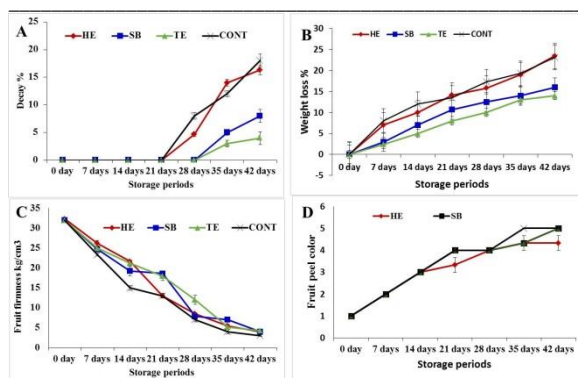 A
HE SB TE CONT
25
20
15
10
5
0
Decay %
0 day 7 days 14 days 21 days 28 days 35 days 42 days
Storage periods
B
HE SB TE CONT
30
25
20
15
10
5
0
Weight loss %
0 day 7 days 14 days 21 days 28 days 35 days 42 days
Storage periods
C
HE SB TE CONT
35
30
25
20
15
10
5
0
Fruit firmness kg/cm3
0 day 7 days 14 days 21 days 28 days 35 days 42 days
Storage periods
D
HE SB
6
5
4
3
2
1
0
Fruit peel color
0 day 7 days 14 days 21 days 28 days 35 days 42 days
Storage periods